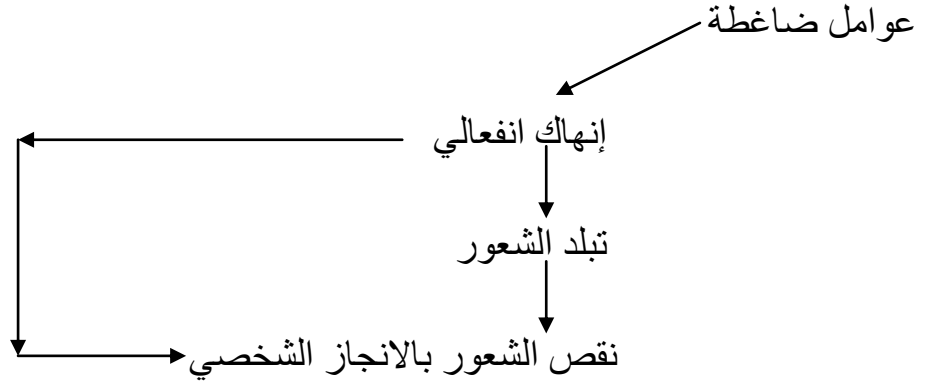 عوامل ضاغطة
إنهاك انفعالي
تبلد الشعور
نقص الشعور بالانجاز الشخصي